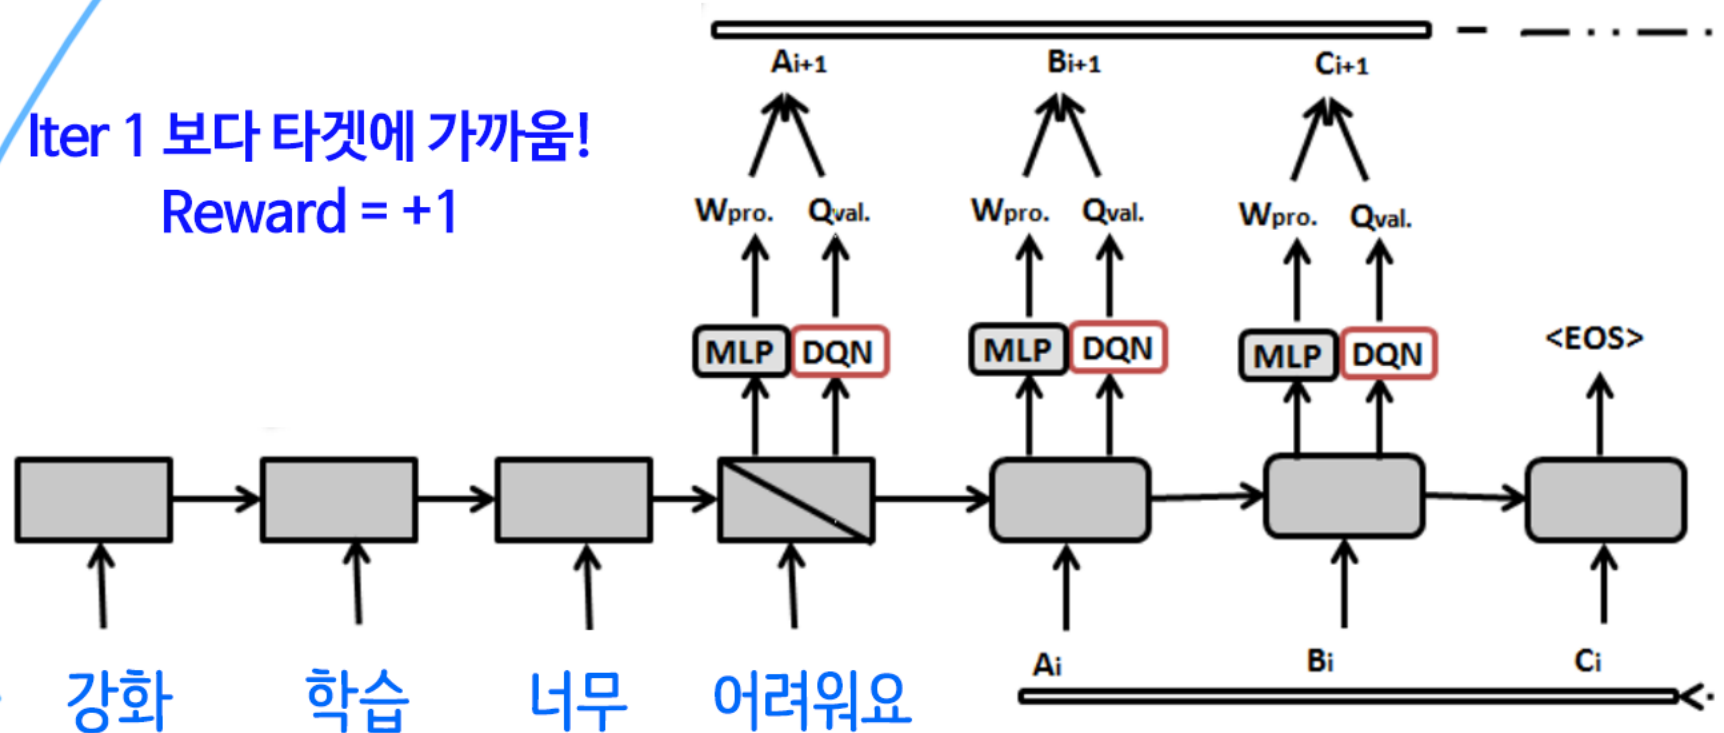 Ai+1 Bi+1 Ci+1
Iter 1 보다 타겟에 가까움!
Reward = +1
Wpro. Qval. Wpro. Qval. Wpro. Qval.
MLP DQN MLP DQN MLP DQN
<EOS>
Ai Bi Ci
강화 학습 너무 어려워요